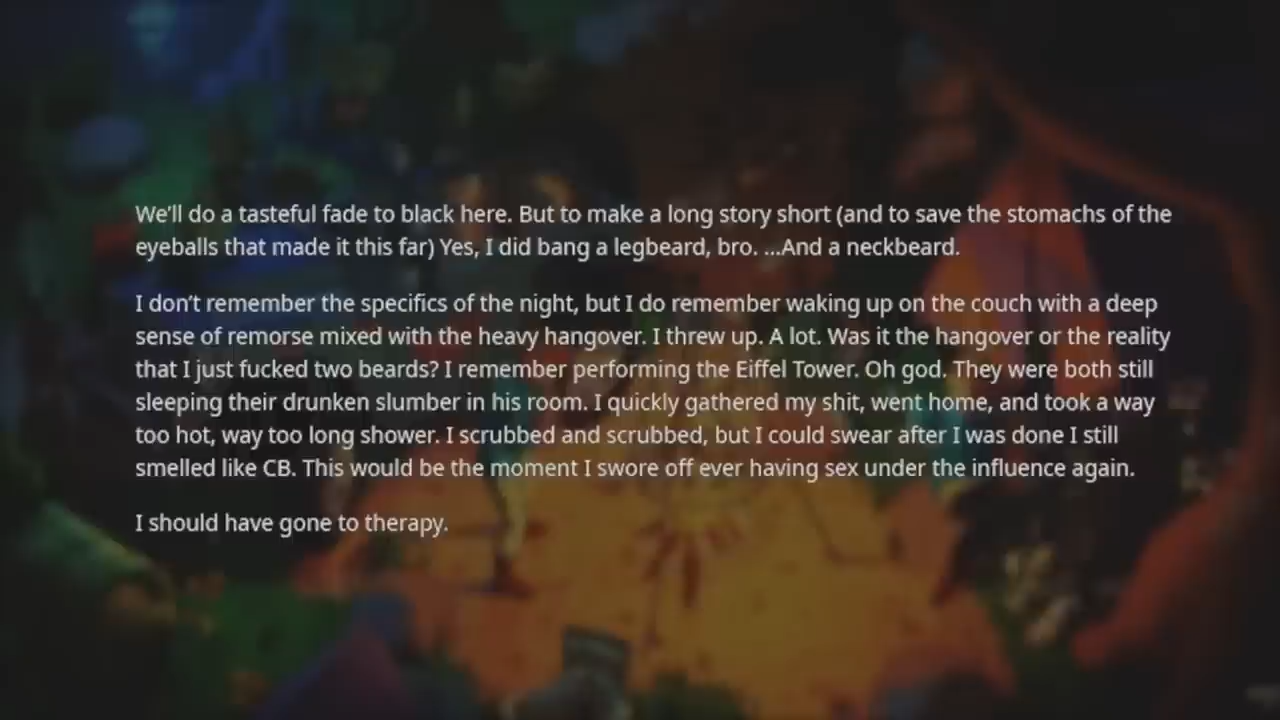 We'll do a tasteful fade to black here. But to make a long story short (and to save the stomachs of the
eyeballs that made it this far) Yes, I did bang a legbeard, bro. ...And a neckbeard.
I don't remember the specifics of the night, but I do remember waking up on the couch with a deep
sense of remorse mixed with the heavy hangover. I threw up. A lot. Was it the hangover or the reality
that I just fucked two beards? I remember performing the Eiffel Tower. Oh god. They were both still
sleeping their drunken slumber in his room. I quickly gathered my shit, went home, and took a way
too hot, way too long shower. I scrubbed and scrubbed, but I could swear after I was done I still
smelled like CB. This would be the moment I swore off ever having sex under the influence again.
I should have gone to therapy.